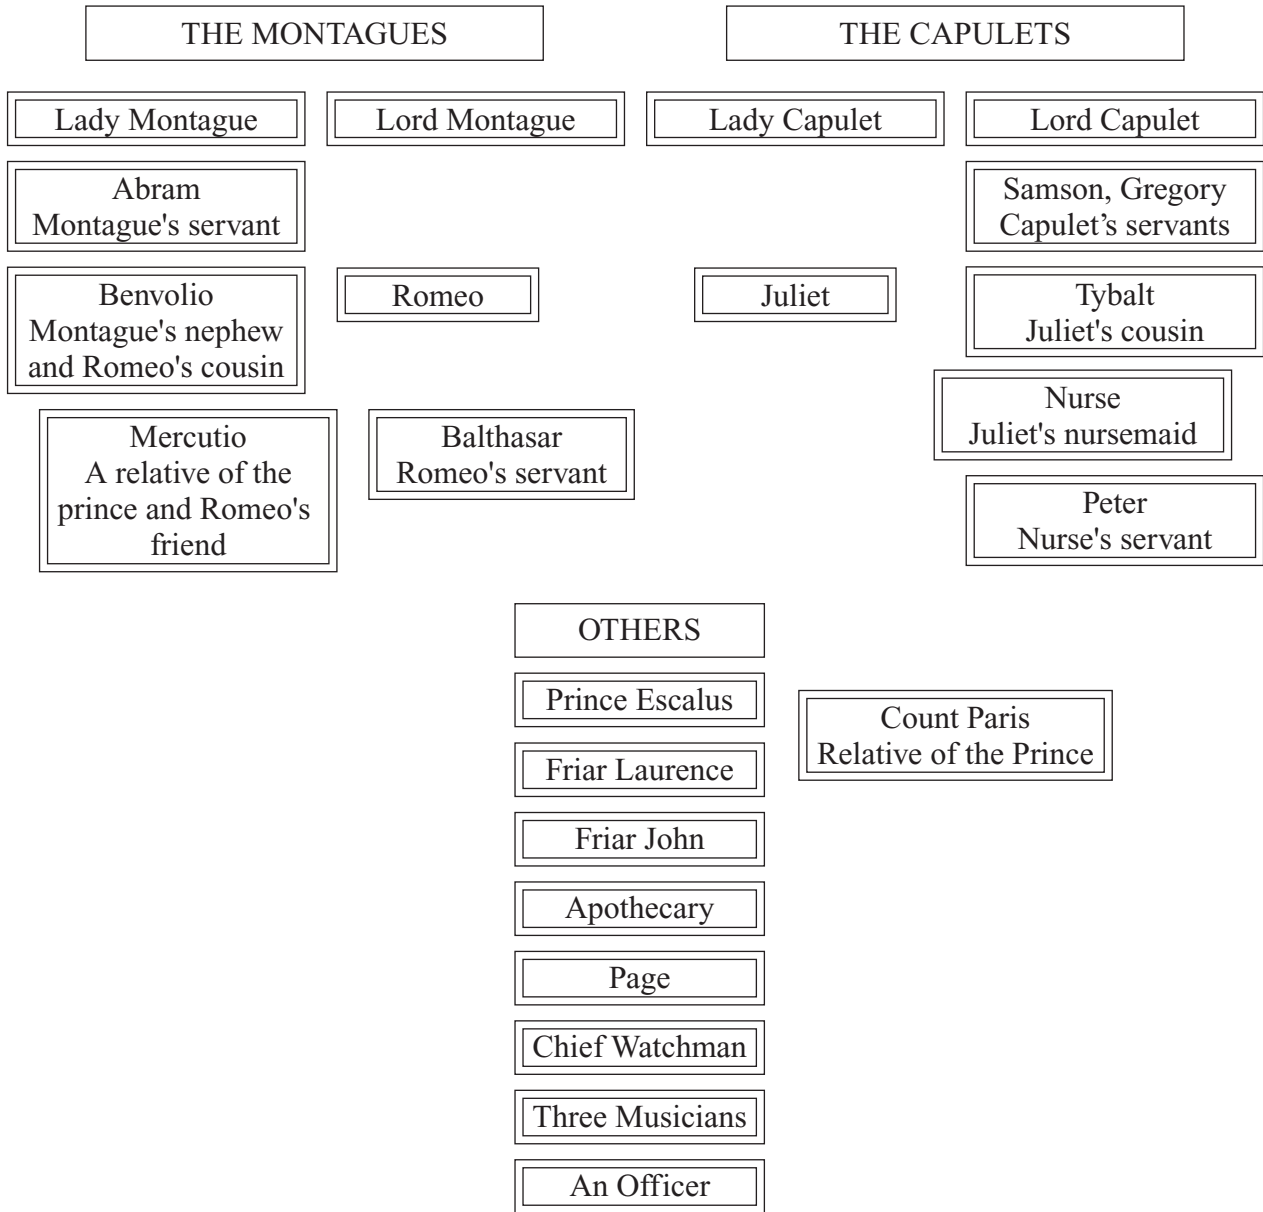 THE MONTAGUES
THE CAPULETS
Lady Montague
Lord Montague
Lady Capulet
Lord Capulet
Abram
Montague's servant
Samson, Gregory
Capulet’s servants
Benvolio
Montague's nephew
and Romeo's cousin
Romeo
Juliet
Tybalt
Juliet's cousin
Nurse
Juliet's nursemaid
Mercutio
A relative of the
prince and Romeo's
friend
Balthasar
Romeo's servant
Peter
Nurse's servant
OTHERS
Prince Escalus
Count Paris
Relative of the Prince
Friar Laurence
Friar John
Apothecary
Page
Chief Watchman
Three Musicians
An Officer